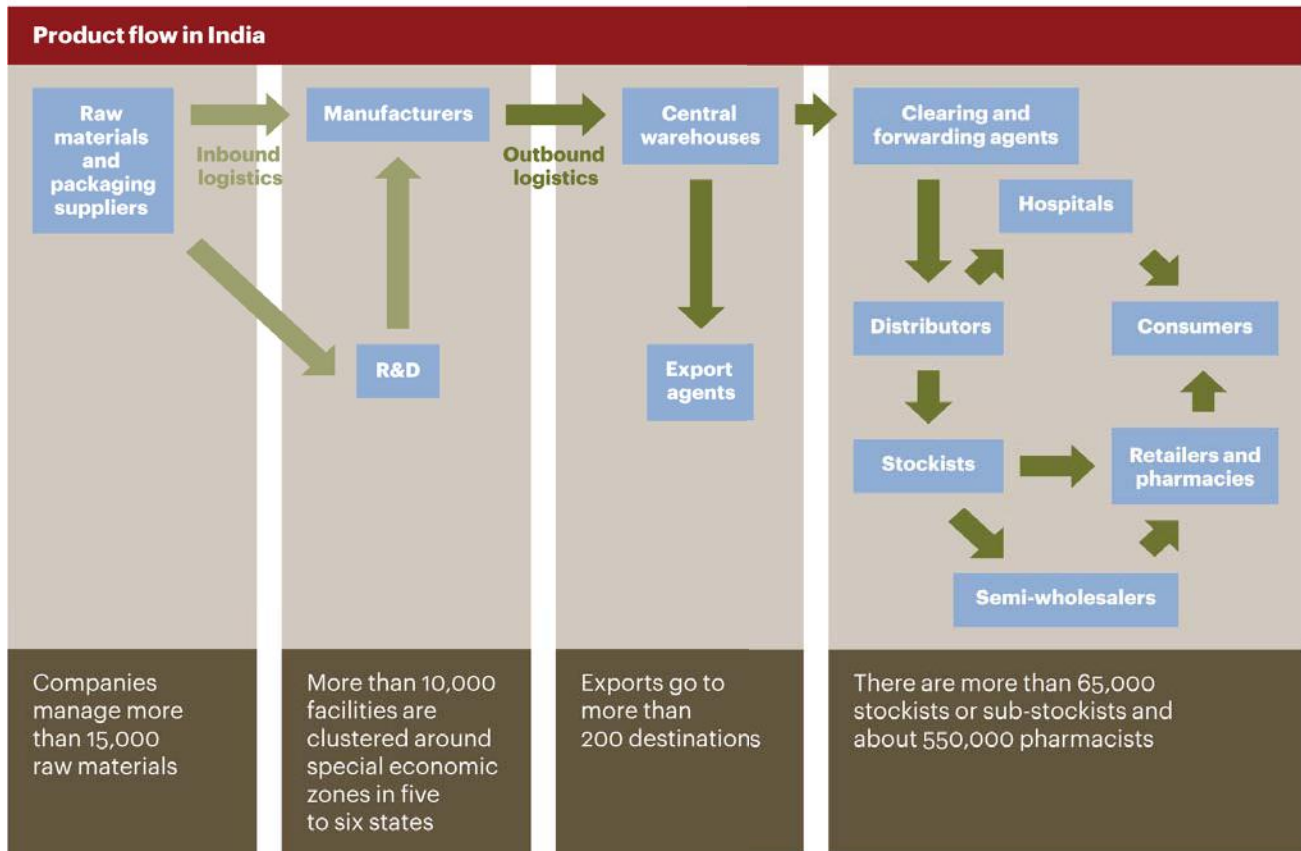 Product flow in India
Raw
materials
and
packaging
suppliers
Inbound
logistics
Manufacturers
R&D
Outbound
logistics
Central
warehouses
Export
agents
Clearing and
forwarding agents
Hospitals
Distributors
Consumers
Stockists
Retailers and
pharmacies
Semi-wholesalers
Companies
manage more
than 15,000
raw materials
More than 10,000
facilities are
clustered around
special economic
zones in five
to six states
Exports go to
more than
200 destinations
There are more than 65,000
stockists or sub-stockists and
about 550,000 pharmacists